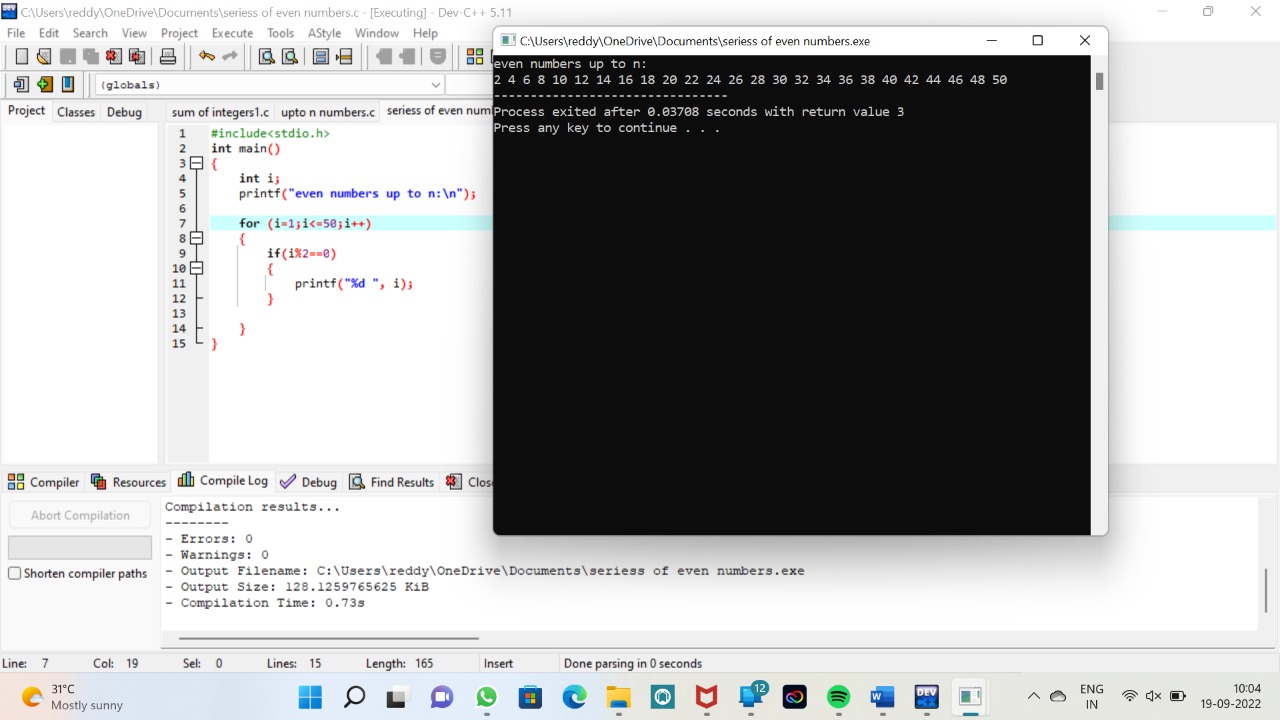 C:\Users\reddy\OneDrive\Documents\seriess of even numbers.c - [Executing] - Dev-C++ 5.11
File Edit Search View Project Execute Tools AStyle Window Help
(globals)
Project Classes Debug
sum of integers1.c upto n numbers.c seriess of even num
1 #include<stdio.h>
2 int main()
3 {
4 int i;
5 printf("even numbers up to n:\n");
6
7 for (i=1;i<=50;i++)
8 {
9 if(i%2==0)
10 {
11 printf("%d ", i);
12 }
13
14 }
15 }
C:\Users\reddy\OneDrive\Documents\seriess of even numbers.exe
even numbers up to n:
2 4 6 8 10 12 14 16 18 20 22 24 26 28 30 32 34 36 38 40 42 44 46 48 50
--------------------------------
Process exited after 0.03708 seconds with return value 3
Press any key to continue . . .
Compiler Resources Compile Log Debug Find Results Clos
Abort Compilation
Shorten compiler paths
Compilation results...
--------
- Errors: 0
- Warnings: 0
- Output Filename: C:\Users\reddy\OneDrive\Documents\seriess of even numbers.exe
- Output Size: 128.1259765625 KiB
- Compilation Time: 0.73s
Line: 7 Col: 19 Sel: 0 Lines: 15 Length: 165 Insert Done parsing in 0 seconds
31°C
Mostly sunny
12
DEV
ENG
IN
10:04
19-09-2022